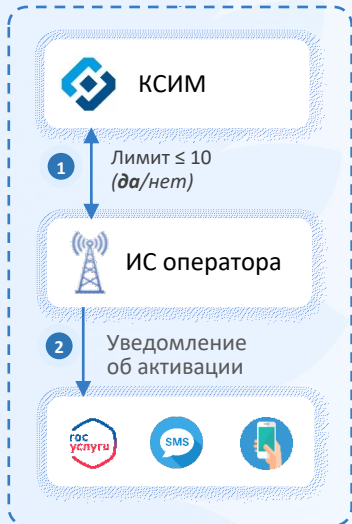 КСИМ
1
Лимит ≤ 10
(да/нет)
ИС оператора
2
Уведомление
об активации
гос
услуги
SMS